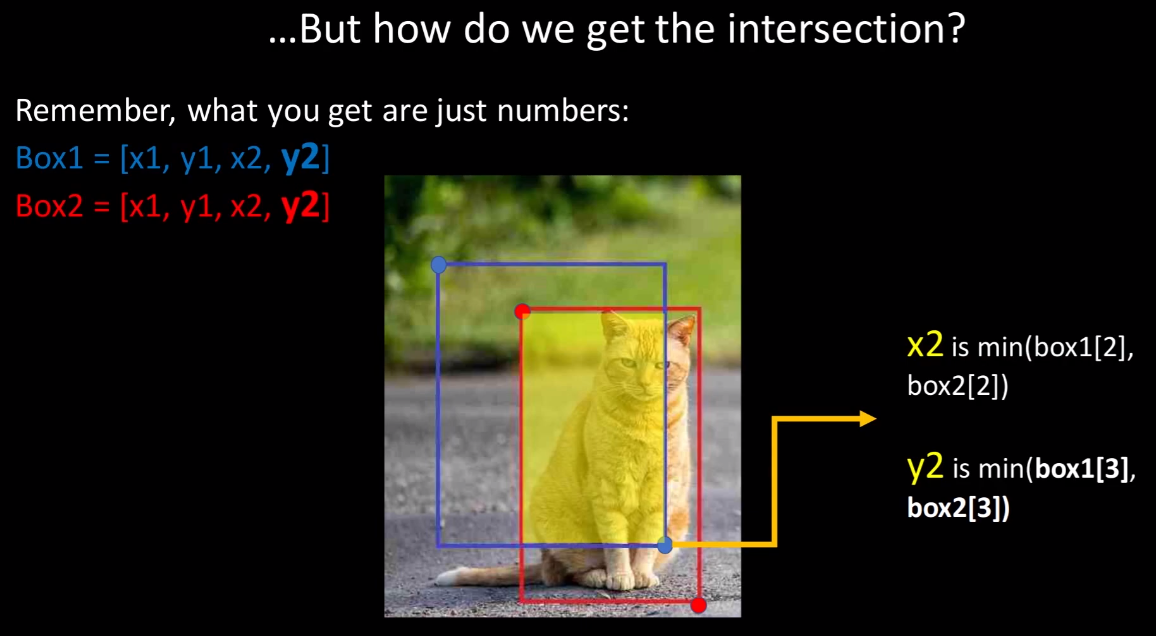 ...But how do we get the intersection?
Remember, what you get are just numbers:
Box1 = [x1, y1, x2, y2]
Box2 = [x1, y1, x2, y2]
x2 is min(box1[2],
box2[2])
y2 is min(box1[3],
box2[3])